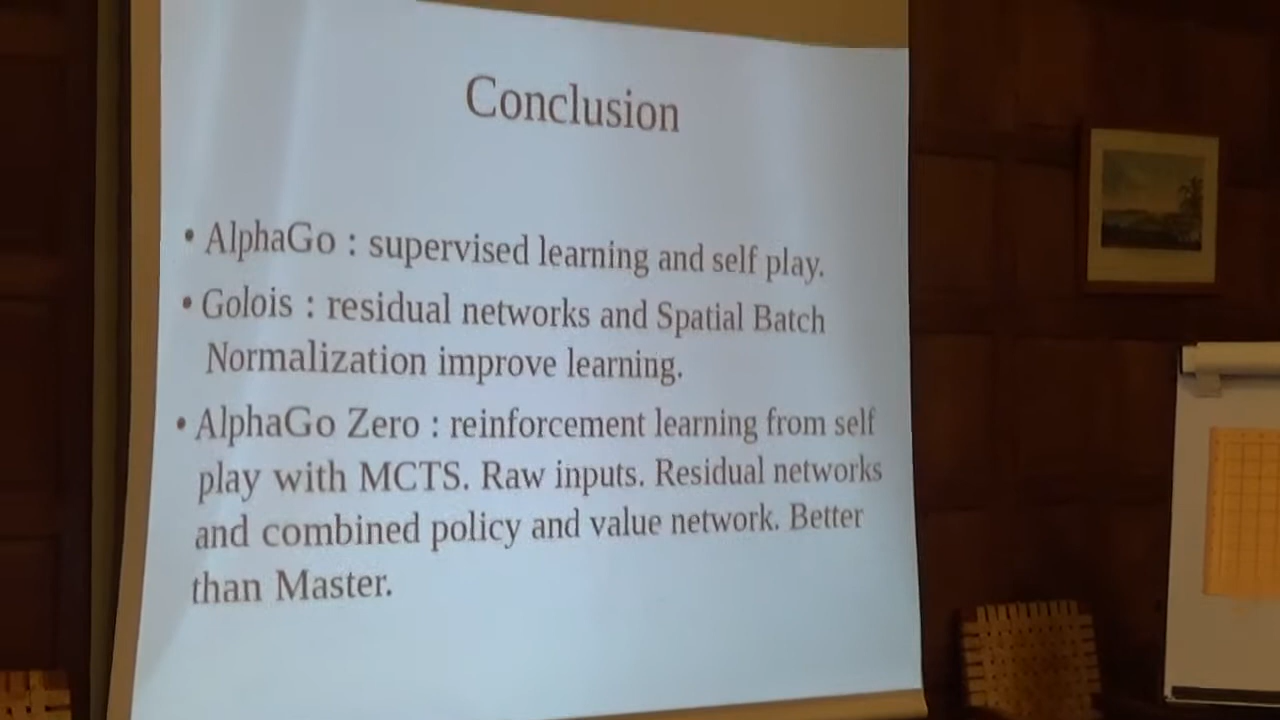 Conclusion
• AlphaGo : supervised learning and self play.
• Golois : residual networks and Spatial Batch
Normalization improve learning.
• AlphaGo Zero : reinforcement learning from self
play with MCTS. Raw inputs. Residual networks
and combined policy and value network. Better
than Master.